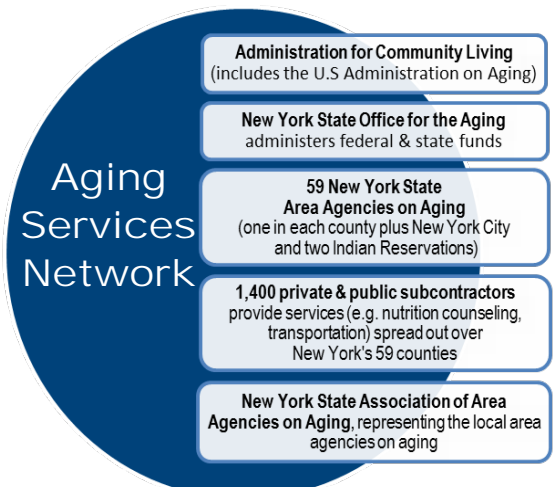 Aging
Services
Network
Administration for Community Living
(includes the U.S Administration on Aging)
New York State Office for the Aging
administers federal & state funds
59 New York State
Area Agencies on Aging
(one in each county plus New York City
and two Indian Reservations)
1,400 private & public subcontractors
provide services (e.g. nutrition counseling,
transportation) spread out over
New York's 59 counties
New York State Association of Area
Agencies on Aging, representing the local area
agencies on aging